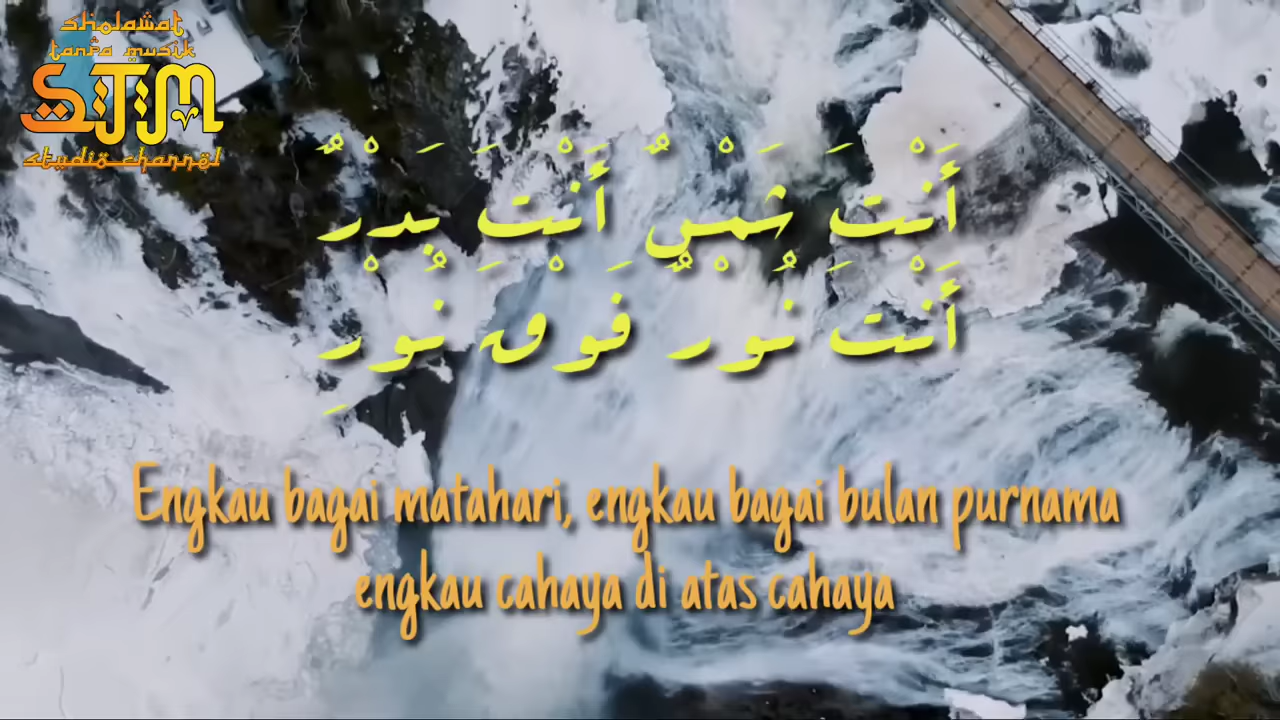 sholawat
tanpa musik
STM
studio channel
أَنْتَ شَمْسٌ أَنْتَ بَدْرٌ
أَنْتَ نُوْرٌ فَوْقَ نُوْرِ
Engkau bagai matahari, engkau bagai bulan purnama
engkau cahaya di atas cahaya